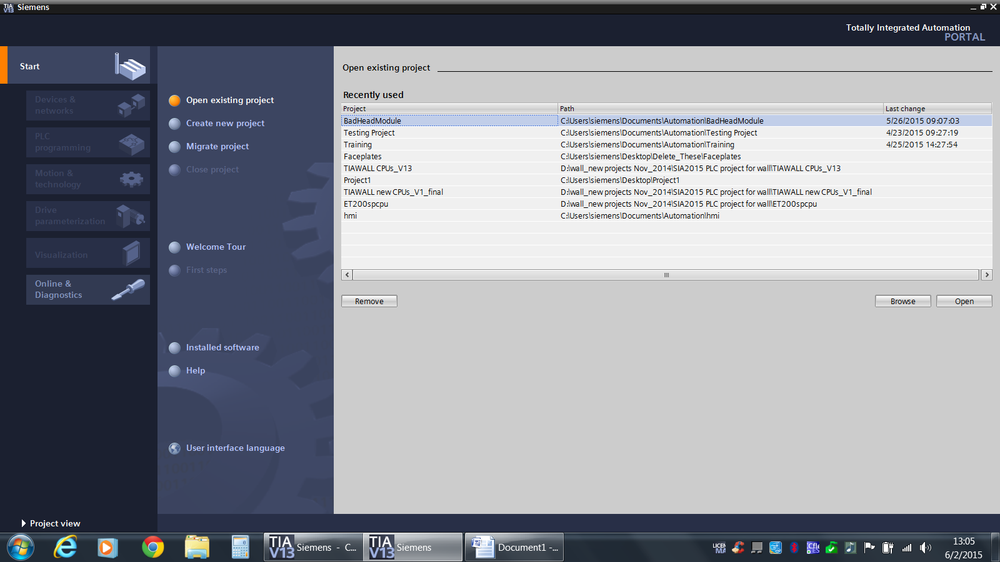 TIA V13 Siemens
Totally Integrated Automation
PORTAL
Start
Devices &
networks
PLC
programming
Motion &
technology
Drive
parameterization
Visualization
Online &
Diagnostics
Project view
Open existing project
Create new project
Migrate project
Close project
Welcome Tour
First steps
Installed software
Help
User interface language
Open existing project
Recently used
Project Path Last change
BadHeadModule C:\Users\siemens\Documents\Automation\BadHeadModule 5/26/2015 09:07:03
Testing Project C:\Users\siemens\Documents\Automation\Testing Project 4/23/2015 09:27:19
Training C:\Users\siemens\Documents\Automation\Training 4/25/2015 14:27:54
Faceplates C:\Users\siemens\Desktop\Delete_These\Faceplates
TIAWALL CPUs_V13 D:\wall_new projects Nov_2014\SIA2015 PLC project for wall\TIAWALL CPUs_V13
Project1 C:\Users\siemens\Desktop\Project1
TIAWALL new CPUs_V1_final D:\wall_new projects Nov_2014\SIA2015 PLC project for wall\TIAWALL new CPUs_V1_final
ET200spcpu D:\wall_new projects Nov_2014\SIA2015 PLC project for wall\ET200spcpu
hmi C:\Users\siemens\Documents\Automation\hmi
Remove Browse Open
TIA V13 Siemens - C...
TIA V13 Siemens
Document1 -...
LICEN
MA
13:05
6/2/2015